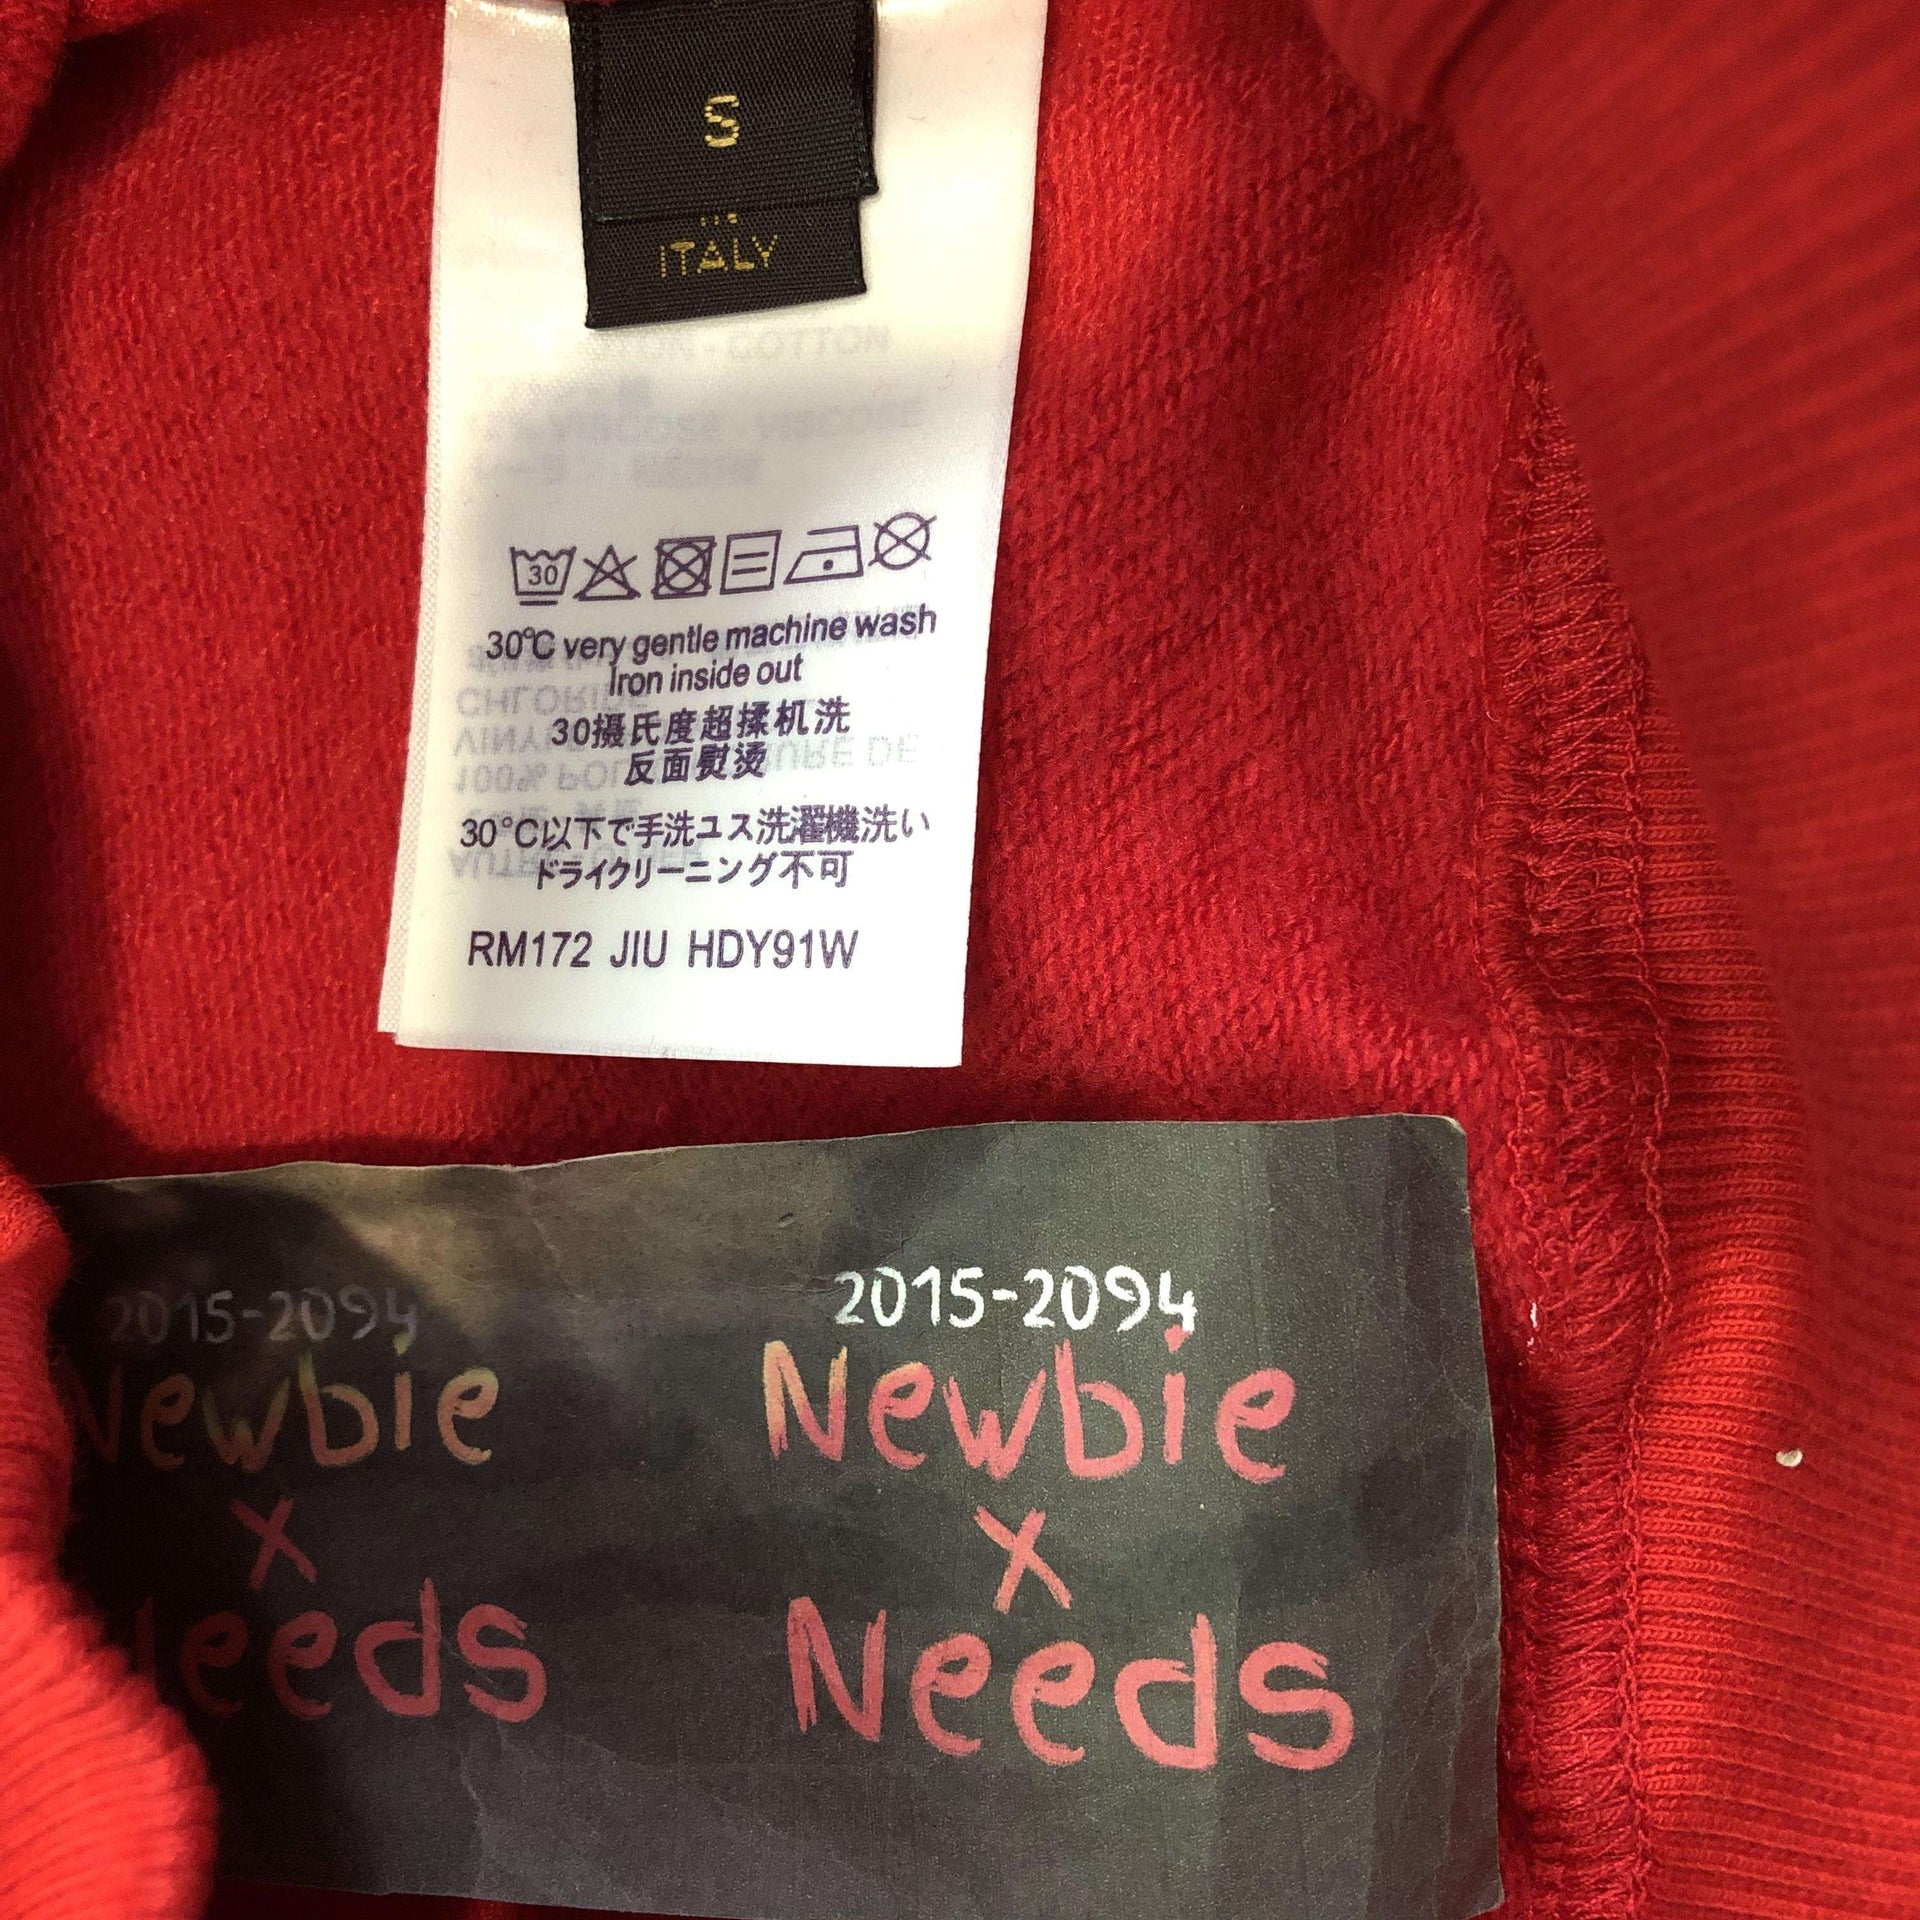 S
ITALY
30
30°C very gentle machine wash
Iron inside out
30摄氏度超揉机洗
反面熨烫
30°C以下で手洗ユス洗濯機洗い
ドライクリーニング不可
RM172 JIU HDY91W
2015-2094 2015-2094
Newbie Newbie
x x
Needs Needs